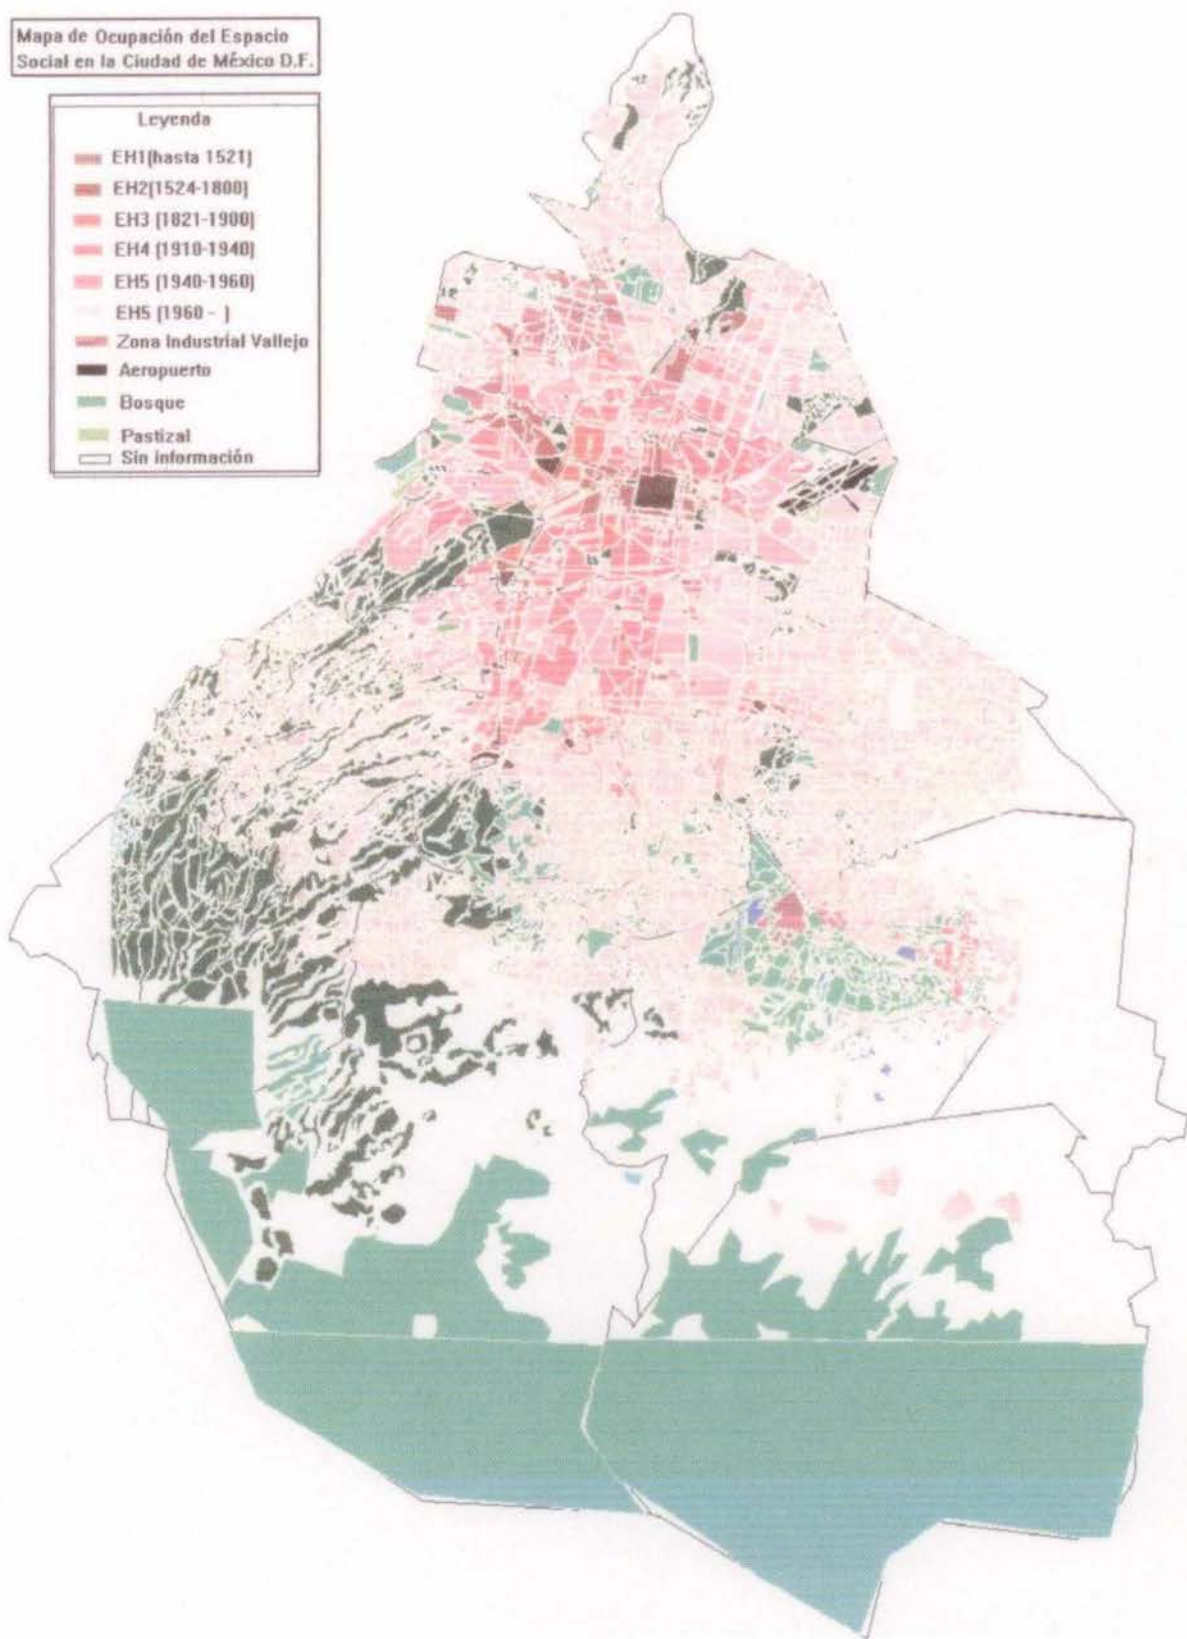 Mapa de Ocupación del Espacio
Social en la Ciudad de México D.F.
Leyenda
EH1(hasta 1521)
EH2(1524-1800)
EH3 (1821-1900)
EH4 (1910-1940)
EH5 (1940-1960)
EH5 (1960 - )
Zona Industrial Vallejo
Aeropuerto
Bosque
Pastizal
Sin información